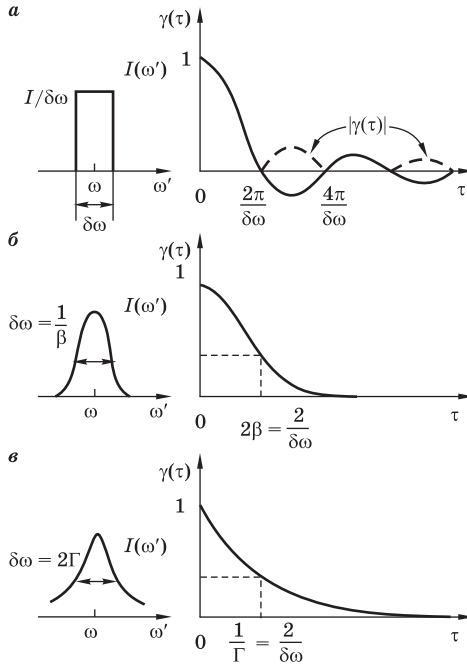 а
γ(τ)
I(ω′)
1
I/δω
|γ(τ)|
ω
ω′
δω
0
2π/δω
4π/δω
τ
б
γ(τ)
1
I(ω′)
δω = 1/β
ω
ω′
0
2β = 2/δω
τ
в
γ(τ)
1
I(ω′)
δω = 2Γ
ω
ω′
0
1/Γ = 2/δω
τ